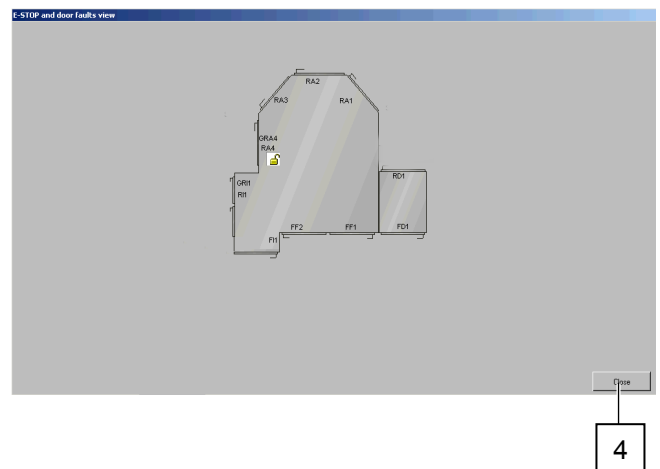 E-STOP and door faults view
RA2
RA3
RA1
GRA4
RA4
GRI1
RI1
RD1
FF2
FF1
FD1
FI1
Close
4